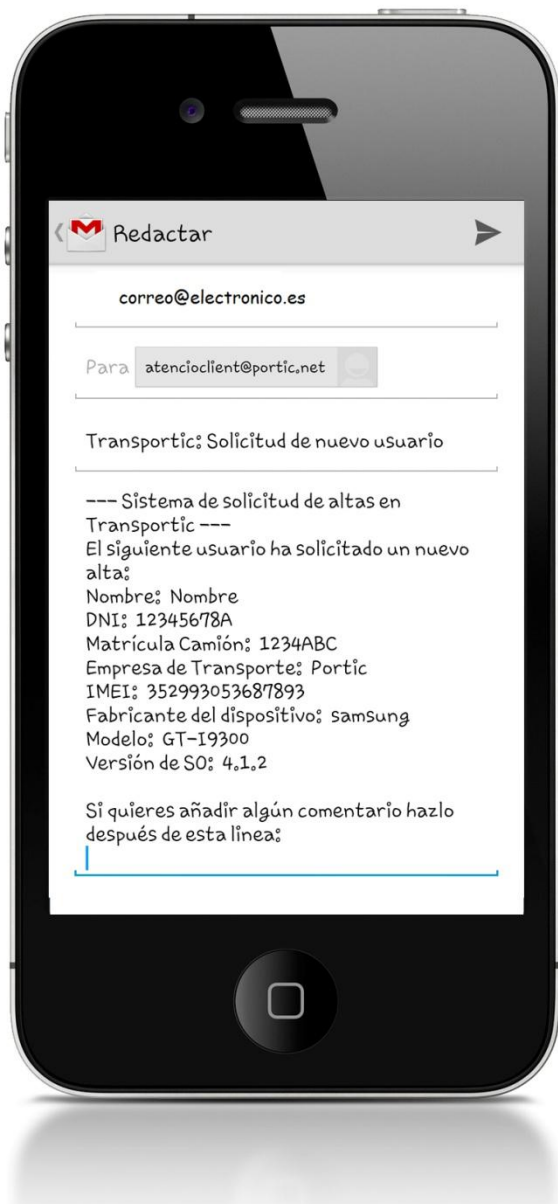 Redactar
correo@electronico.es
Para atencioclient@portic.net
Transportic: Solicitud de nuevo usuario
--- Sistema de solicitud de altas en
Transportic ---
El siguiente usuario ha solicitado un nuevo
alta:
Nombre: Nombre
DNI: 12345678A
Matrícula Camión: 1234ABC
Empresa de Transporte: Portic
IMEI: 352993053687893
Fabricante del dispositivo: samsung
Modelo: GT-I9300
Versión de SO: 4.1.2
Si quieres añadir algún comentario hazlo
después de esta linea: